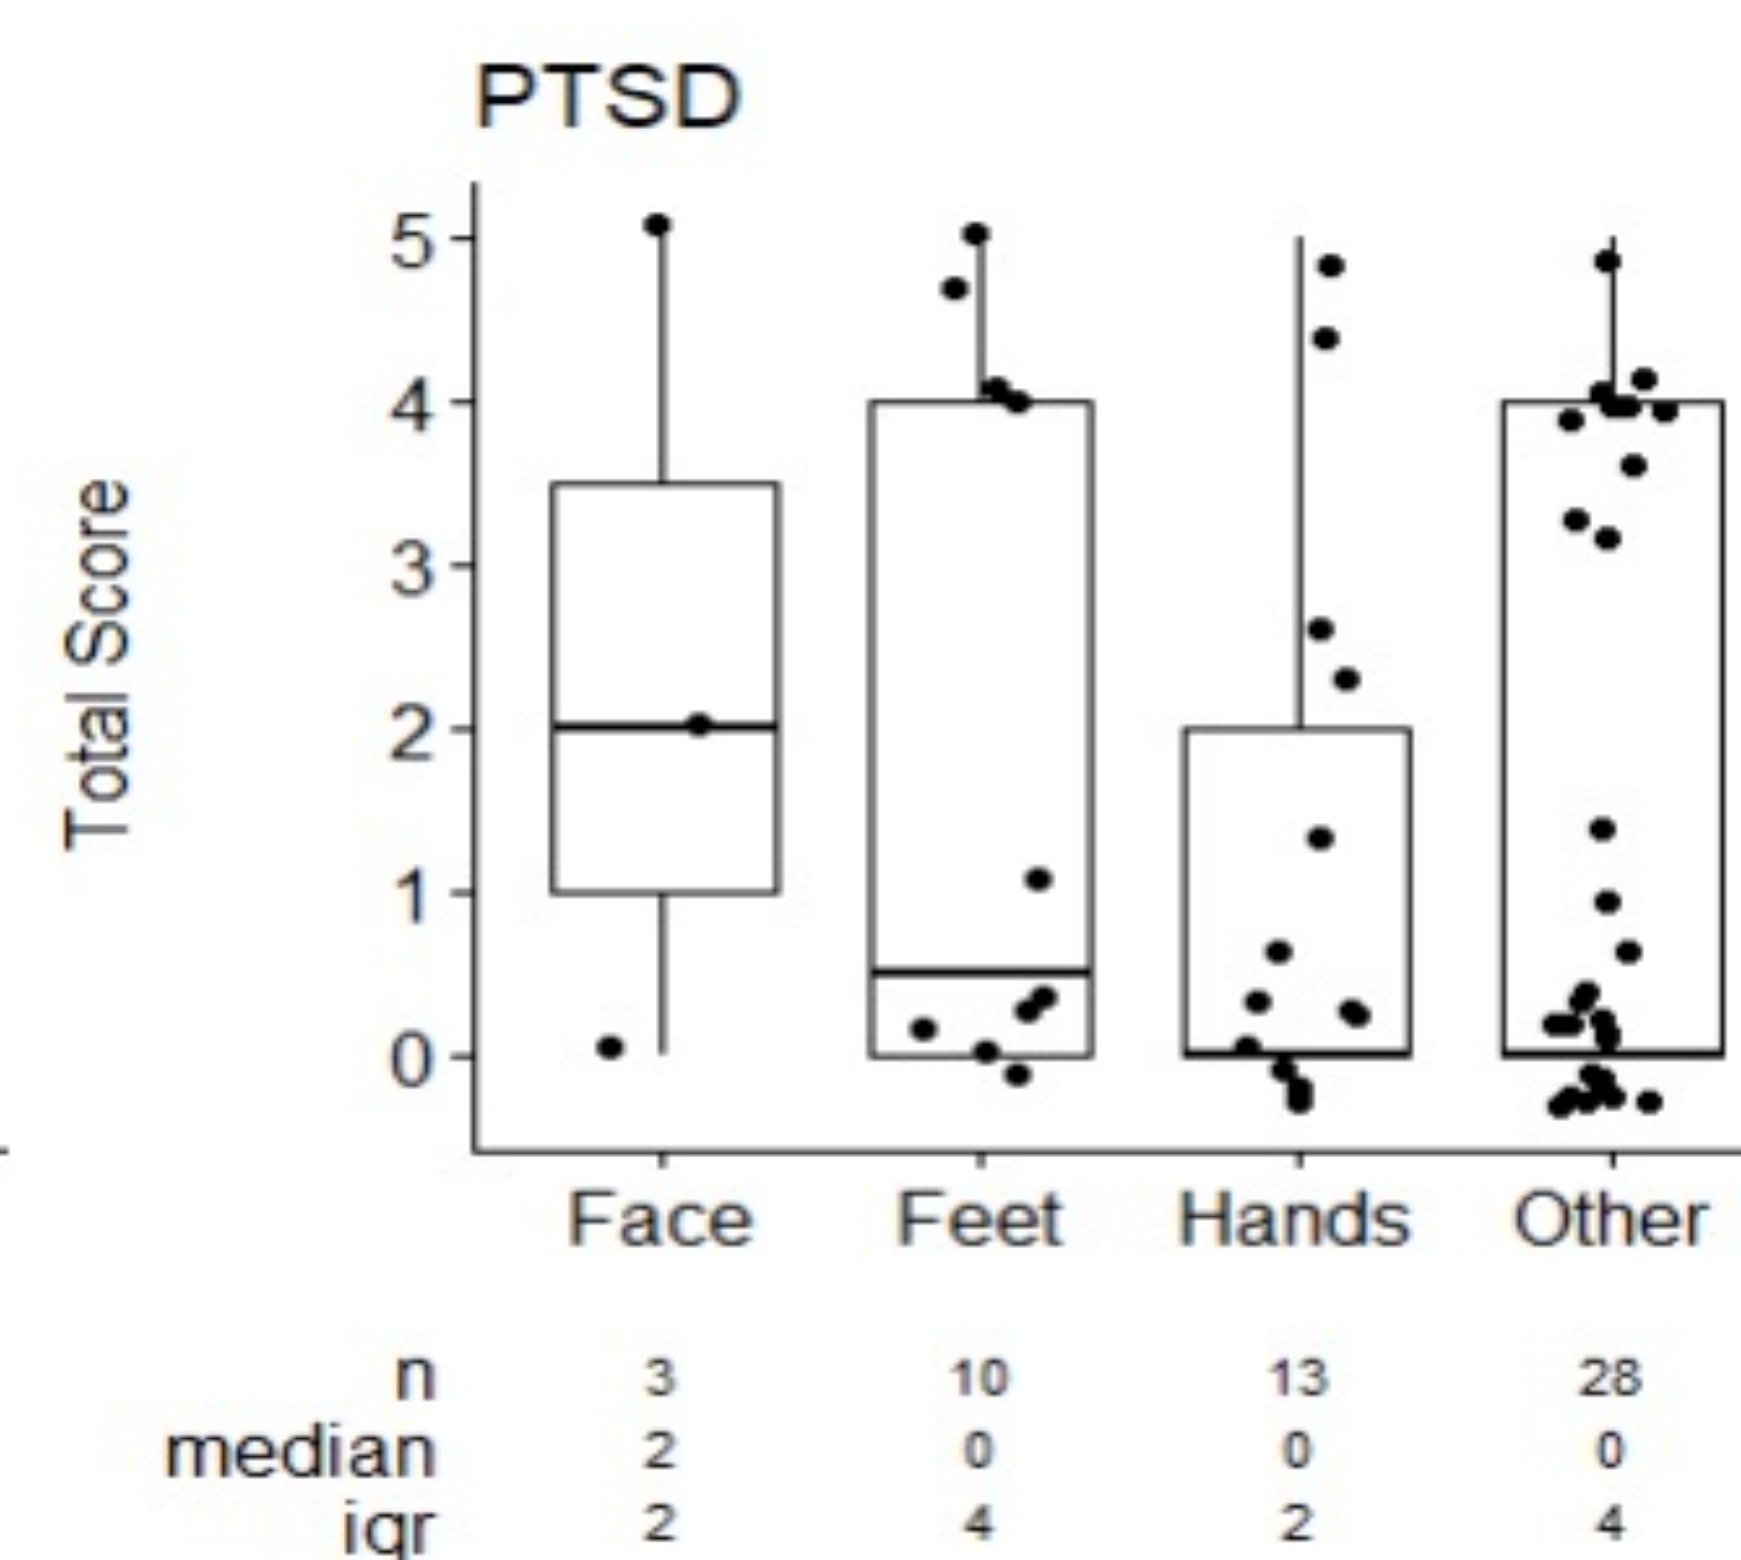 PTSD
5
4
3
2
1
0
Total Score
Face Feet Hands Other
n 3 10 13 28
median 2 0 0 0
iqr 2 4 2 4